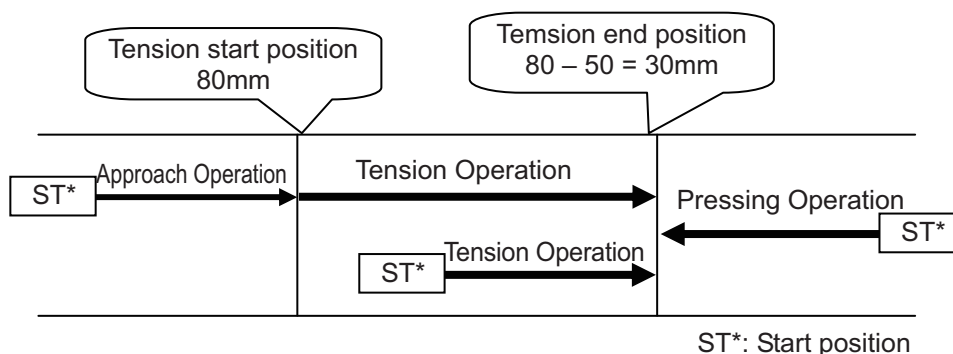 Tension start position
80mm
Temsion end position
80 – 50 = 30mm
Approach Operation
Tension Operation
ST*
Pressing Operation
ST*
Tension Operation
ST*
ST*: Start position